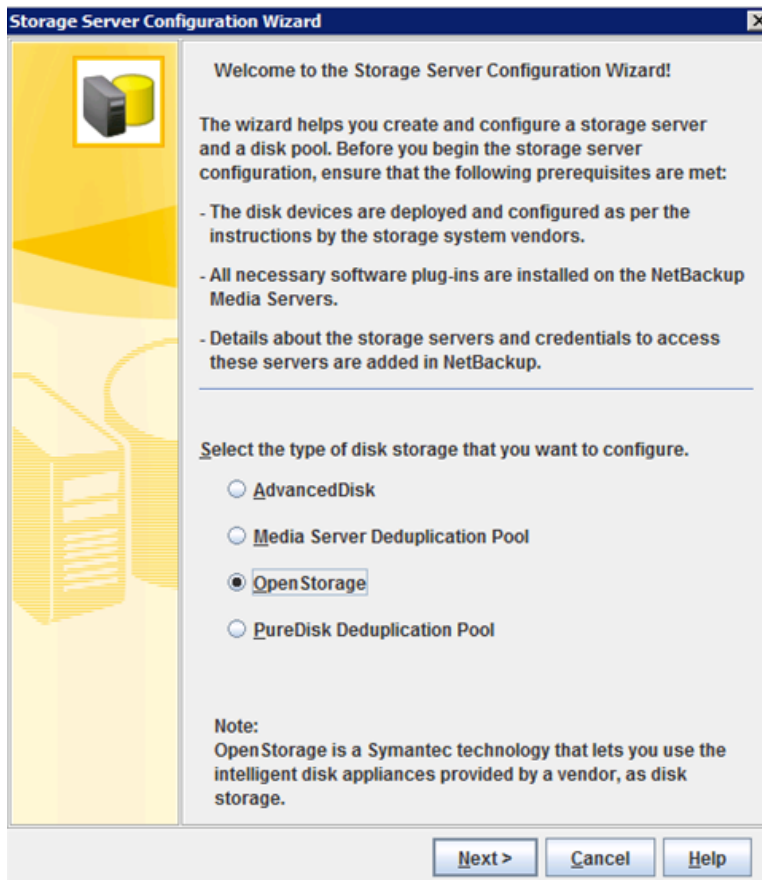 Storage Server Configuration Wizard
Welcome to the Storage Server Configuration Wizard!
The wizard helps you create and configure a storage server
and a disk pool. Before you begin the storage server
configuration, ensure that the following prerequisites are met:
- The disk devices are deployed and configured as per the
instructions by the storage system vendors.
- All necessary software plug-ins are installed on the NetBackup
Media Servers.
- Details about the storage servers and credentials to access
these servers are added in NetBackup.
Select the type of disk storage that you want to configure.
AdvancedDisk
Media Server Deduplication Pool
OpenStorage
PureDisk Deduplication Pool
Note:
OpenStorage is a Symantec technology that lets you use the
intelligent disk appliances provided by a vendor, as disk
storage.
Next >
Cancel
Help